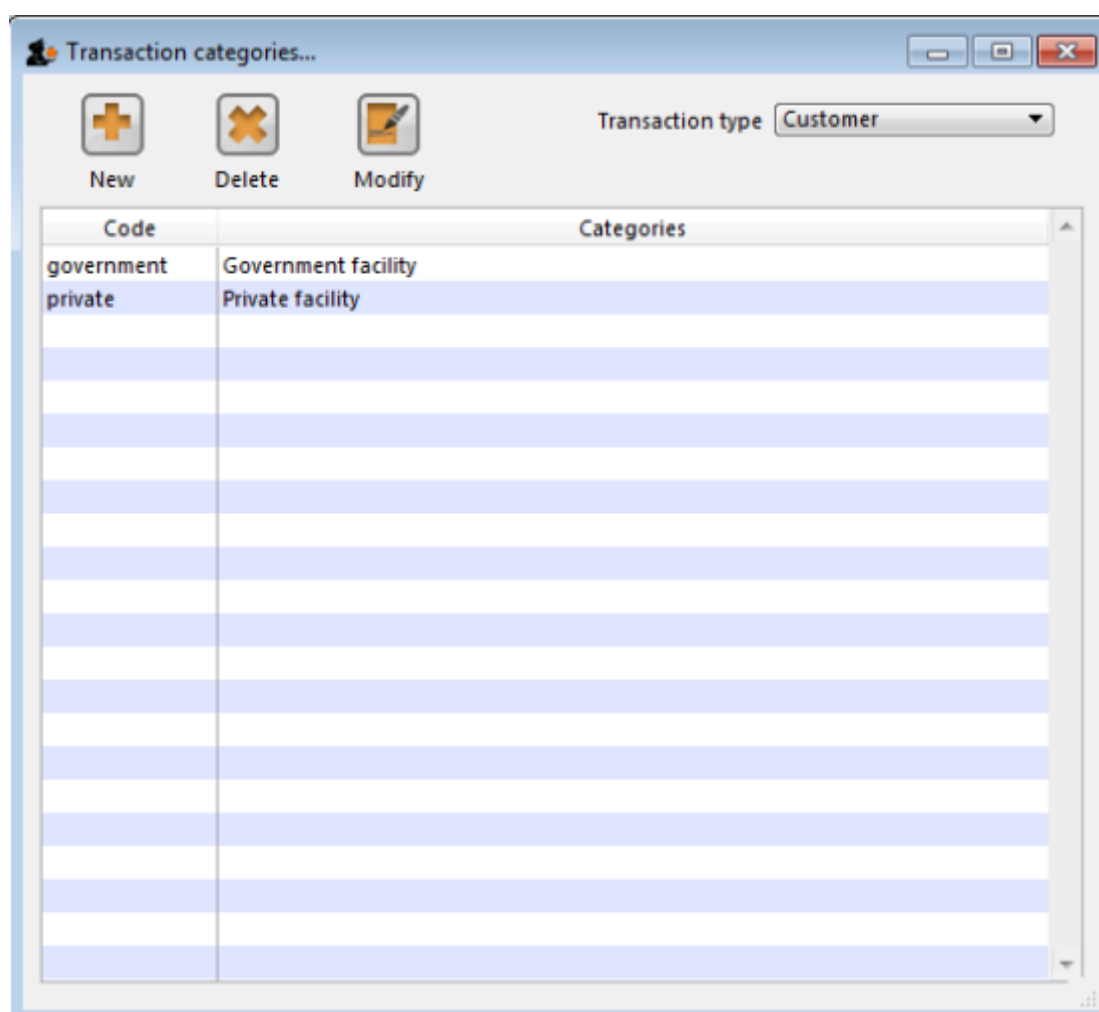 Transaction categories...
Transaction type Customer
New Delete Modify
Code Categories
government Government facility
private Private facility